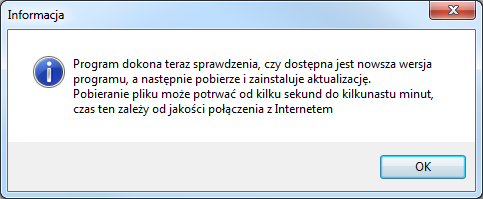 Informacja
Program dokona teraz sprawdzenia, czy dostępna jest nowsza wersja
programu, a następnie pobierze i zainstaluje aktualizację.
Pobieranie pliku może potrwać od kilku sekund do kilkunastu minut,
czas ten zależy od jakości połączenia z Internetem
OK